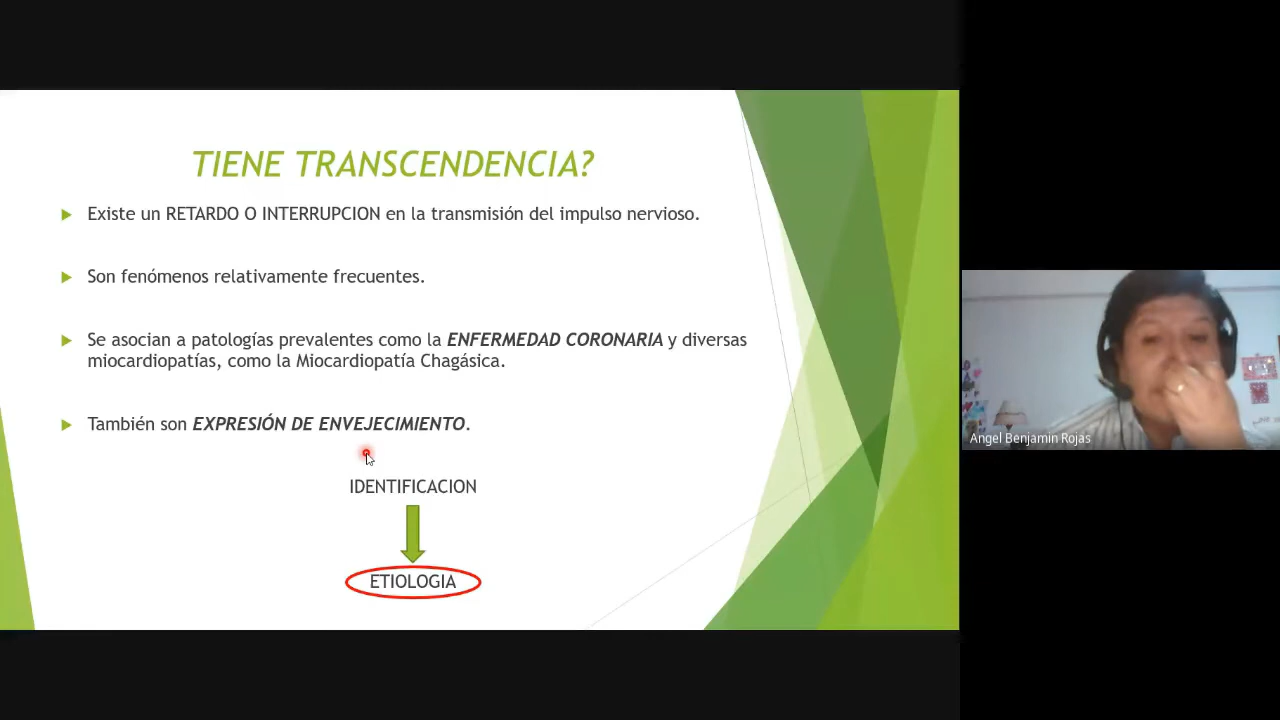 TIENE TRANSCENDENCIA?
Existe un RETARDO O INTERRUPCION en la transmisión del impulso nervioso.
Son fenómenos relativamente frecuentes.
Se asocian a patologías prevalentes como la ENFERMEDAD CORONARIA y diversas
miocardiopatías, como la Miocardiopatía Chagásica.
También son EXPRESIÓN DE ENVEJECIMIENTO.
IDENTIFICACION
ETIOLOGIA
Angel Benjamin Rojas